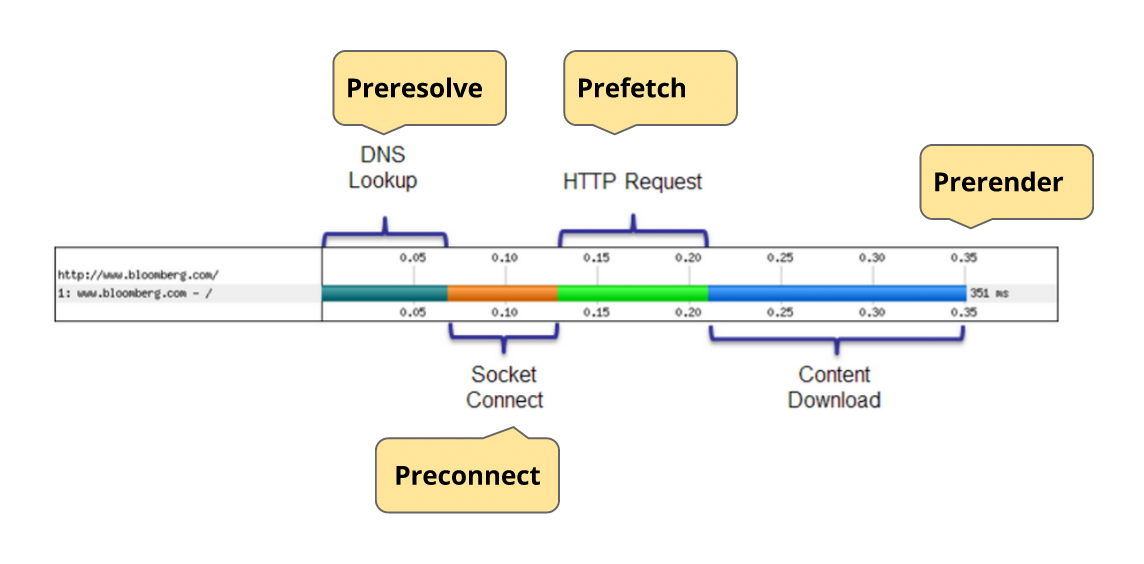 Preresolve
Prefetch
DNS
Lookup
HTTP Request
Prerender
0.05 0.10 0.15 0.20 0.25 0.30 0.35
http://www.bloomberg.com/
1: www.bloomberg.com - /
351 ms
0.05 0.10 0.15 0.20 0.25 0.30 0.35
Socket
Connect
Content
Download
Preconnect